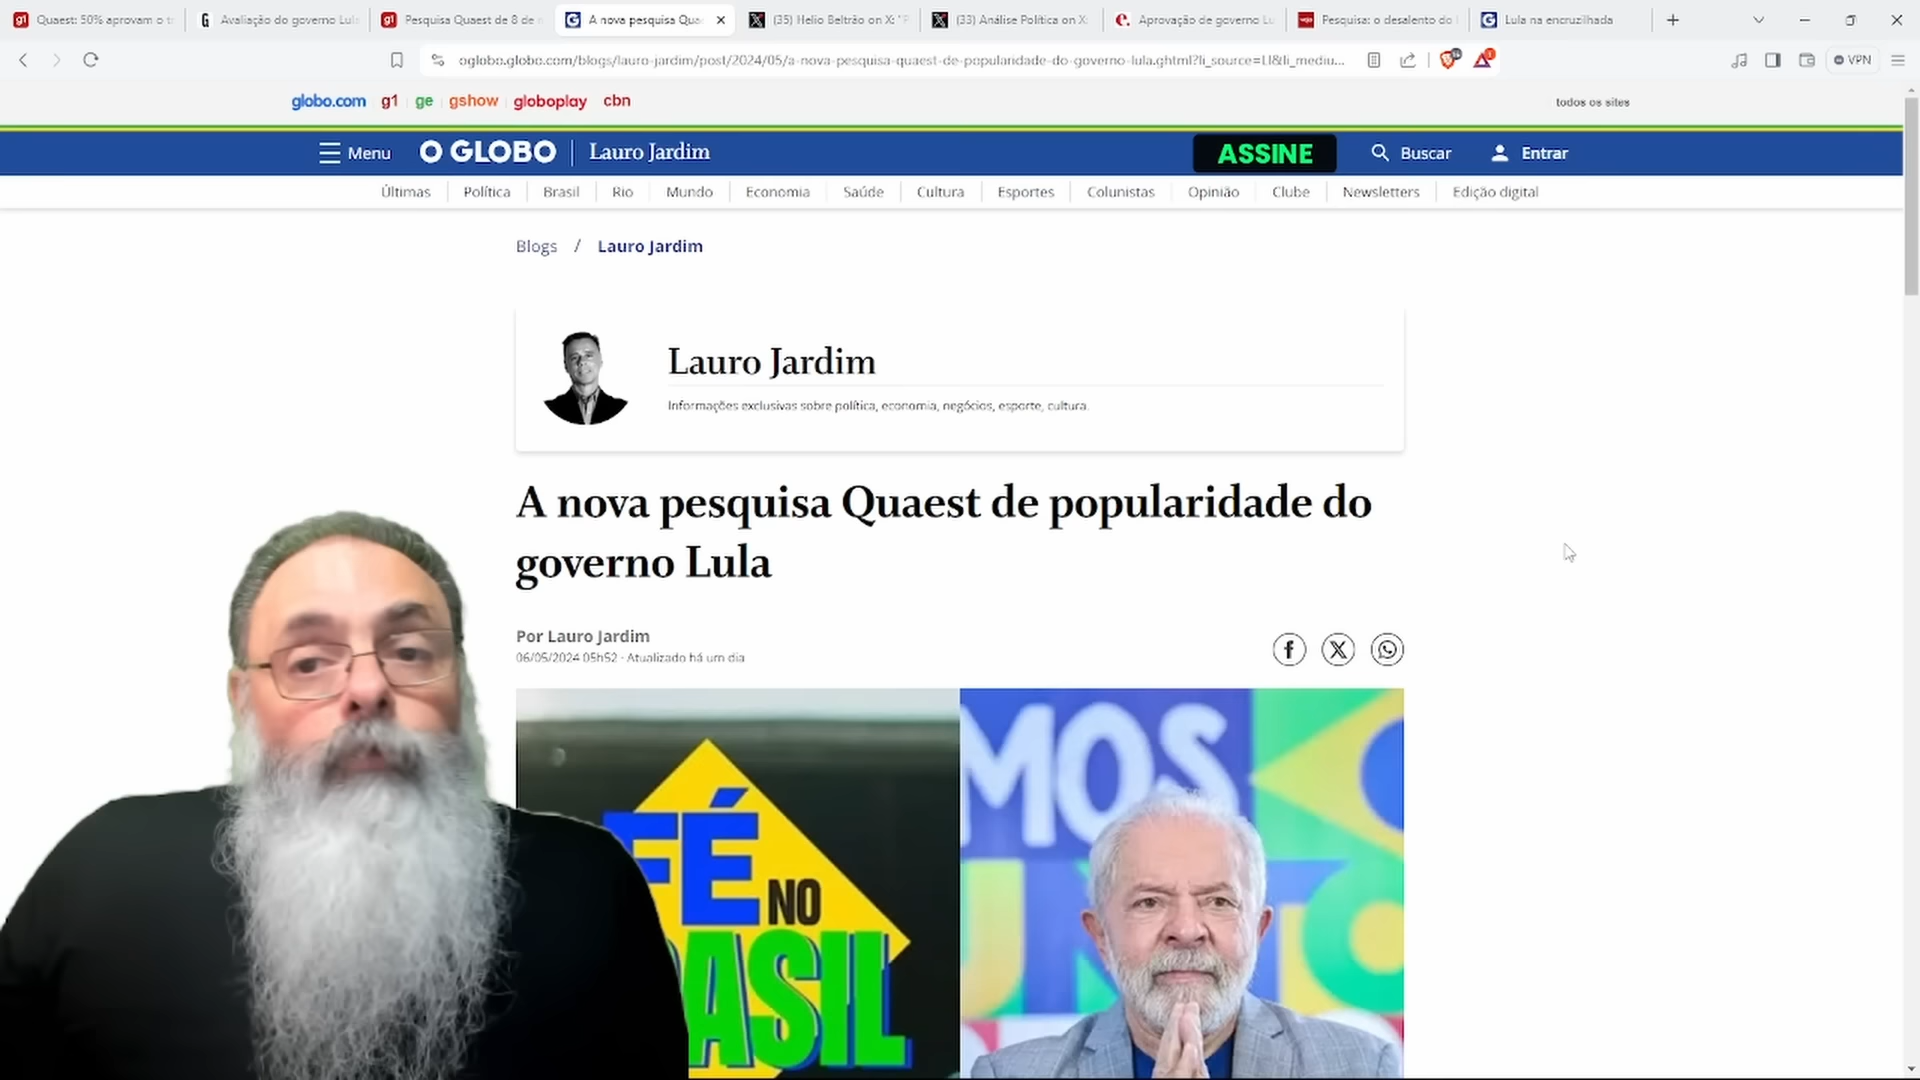 Quaest: 50% aprovam o t
Avaliação do governo Lula
Pesquisa Quaest de 8 de
A nova pesquisa Quae
(35) Helio Beltrão on X: "P
(33) Análise Política on X:
Aprovação de governo Lu
Pesquisa: o desalento do
Lula na encruzilhada
oglobo.globo.com/blogs/lauro-jardim/post/2024/05/a-nova-pesquisa-quaest-de-popularidade-do-governo-lula.ghtml?li_source=LI&li_mediu...
VPN
globo.com g1 ge gshow globoplay cbn
todos os sites
Menu O GLOBO Lauro Jardim ASSINE Buscar Entrar
Últimas Política Brasil Rio Mundo Economia Saúde Cultura Esportes Colunistas Opinião Clube Newsletters Edição digital
Blogs / Lauro Jardim
Lauro Jardim
Informações exclusivas sobre política, economia, negócios, esporte, cultura.
A nova pesquisa Quaest de popularidade do
governo Lula
Por Lauro Jardim
06/05/2024 05h52 · Atualizado há um dia
FÉ NO
ASIL
MOS
UNTO